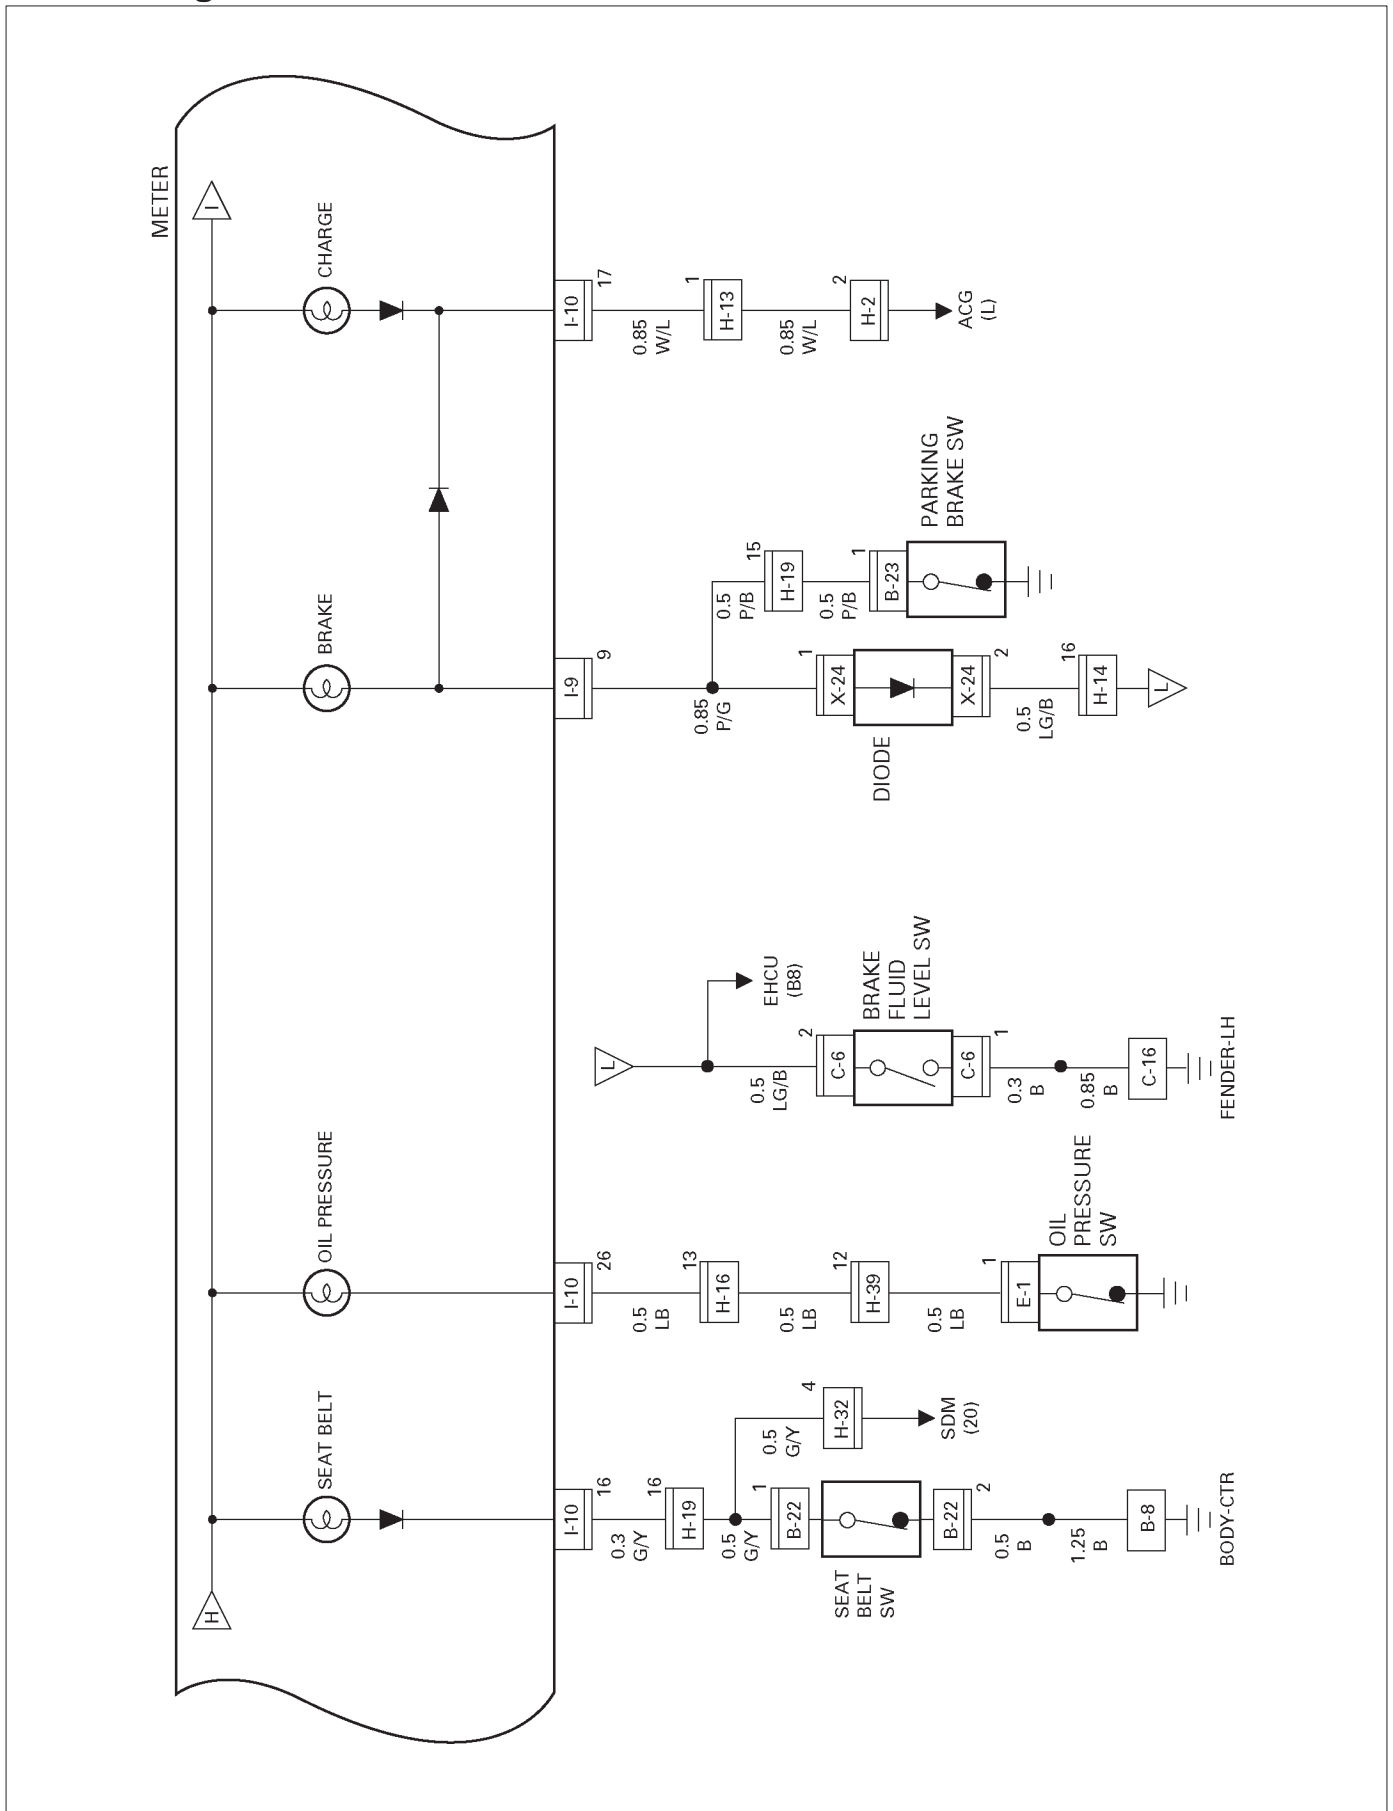 METER
H
I
SEAT BELT
OIL PRESSURE
BRAKE
CHARGE
I-10
16
0.3
G/Y
H-19
16
0.5
G/Y
0.5
G/Y
H-32
4
SDM
(20)
B-22
1
SEAT
BELT
SW
B-22
2
0.5
B
1.25
B
B-8
BODY-CTR
I-10
26
0.5
LB
H-16
13
0.5
LB
H-39
12
0.5
LB
E-1
1
OIL
PRESSURE
SW
L
EHCU
(B8)
0.5
LG/B
C-6
2
BRAKE
FLUID
LEVEL SW
C-6
1
0.3
B
0.85
B
C-16
FENDER-LH
I-9
9
0.85
P/G
X-24
1
DIODE
X-24
2
0.5
LG/B
H-14
16
L
0.5
P/B
H-19
15
0.5
P/B
B-23
1
PARKING
BRAKE SW
I-10
17
0.85
W/L
H-13
1
0.85
W/L
H-2
2
ACG
(L)